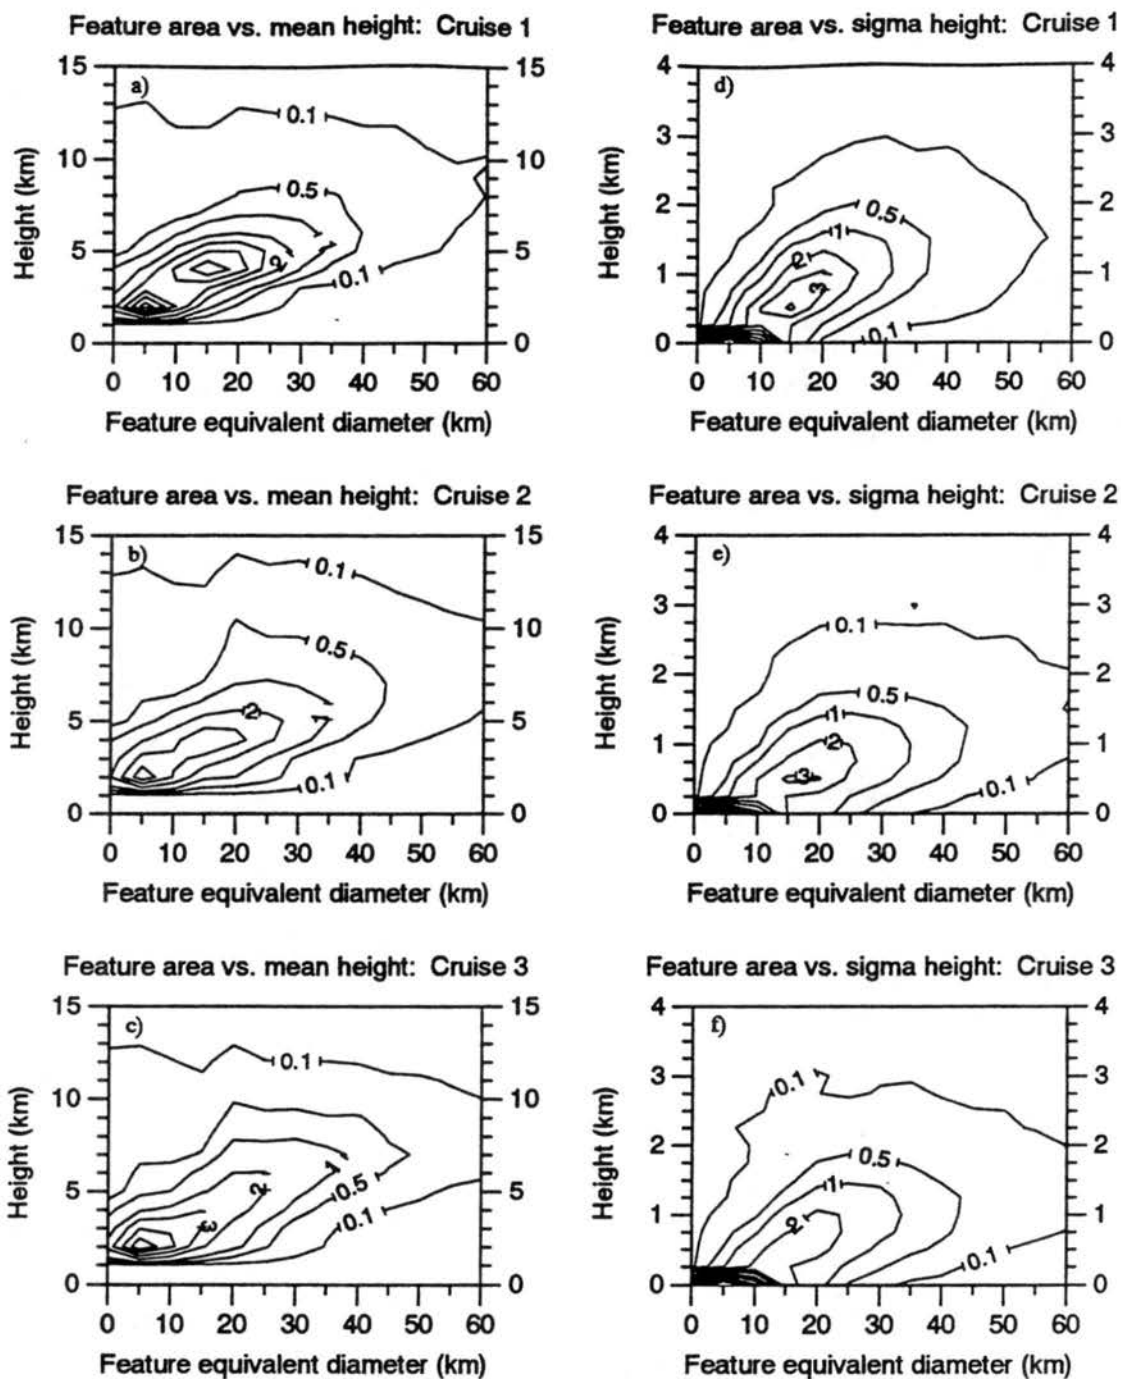 Feature area vs. mean height: Cruise 1
a)
15
10
5
0
15
10
5
0
0.1
0.5
1
2
0.1
Height (km)
0 10 20 30 40 50 60
Feature equivalent diameter (km)
Feature area vs. sigma height: Cruise 1
d)
4
3
2
1
0
4
3
2
1
0
0.5
1
2
3
0.1
Height (km)
0 10 20 30 40 50 60
Feature equivalent diameter (km)
Feature area vs. mean height: Cruise 2
b)
15
10
5
0
15
10
5
0
0.1
0.5
2
1
0.1
Height (km)
0 10 20 30 40 50 60
Feature equivalent diameter (km)
Feature area vs. sigma height: Cruise 2
e)
4
3
2
1
0
4
3
2
1
0
0.1
0.5
1
2
3
0.1
Height (km)
0 10 20 30 40 50 60
Feature equivalent diameter (km)
Feature area vs. mean height: Cruise 3
c)
15
10
5
0
15
10
5
0
0.1
1
2
0.5
3
0.1
Height (km)
0 10 20 30 40 50 60
Feature equivalent diameter (km)
Feature area vs. sigma height: Cruise 3
f)
4
3
2
1
0
4
3
2
1
0
0.1
0.5
1
2
0.1
Height (km)
0 10 20 30 40 50 60
Feature equivalent diameter (km)